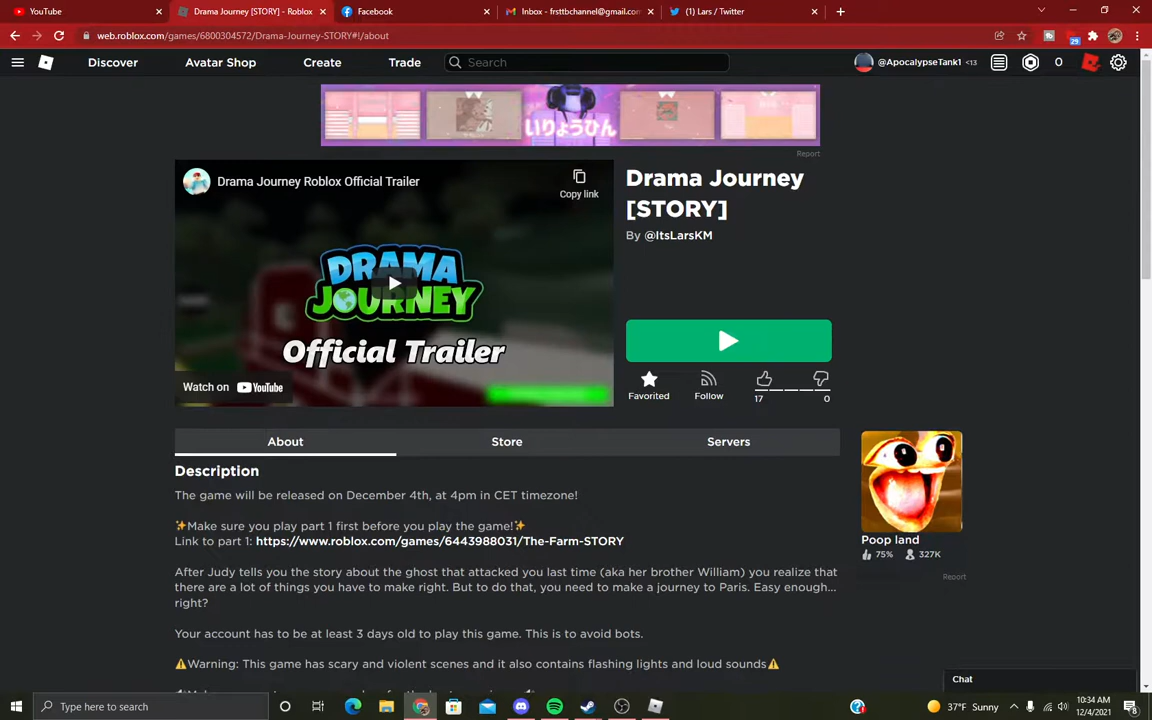 YouTube
Drama Journey [STORY] - Roblox
Facebook
Inbox - frsttbchannel@gmail.com
(1) Lars / Twitter
web.roblox.com/games/6800304572/Drama-Journey-STORY#!/about
29
Discover
Avatar Shop
Create
Trade
Search
@ApocalypseTank1 <13
0
いりょうひん
Report
Drama Journey Roblox Official Trailer
Copy link
DRAMA
JOURNEY
Official Trailer
Watch on YouTube
Drama Journey
[STORY]
By @ItsLarsKM
Favorited
Follow
17
0
About
Store
Servers
Description
The game will be released on December 4th, at 4pm in CET timezone!
✨Make sure you play part 1 first before you play the game!✨
Link to part 1: https://www.roblox.com/games/6443988031/The-Farm-STORY
After Judy tells you the story about the ghost that attacked you last time (aka her brother William) you realize that
there are a lot of things you have to make right. But to do that, you need to make a journey to Paris. Easy enough...
right?
Your account has to be at least 3 days old to play this game. This is to avoid bots.
⚠Warning: This game has scary and violent scenes and it also contains flashing lights and loud sounds⚠
Poop land
75%
327K
Report
Chat
Type here to search
37°F Sunny
10:34 AM
12/4/2021
8